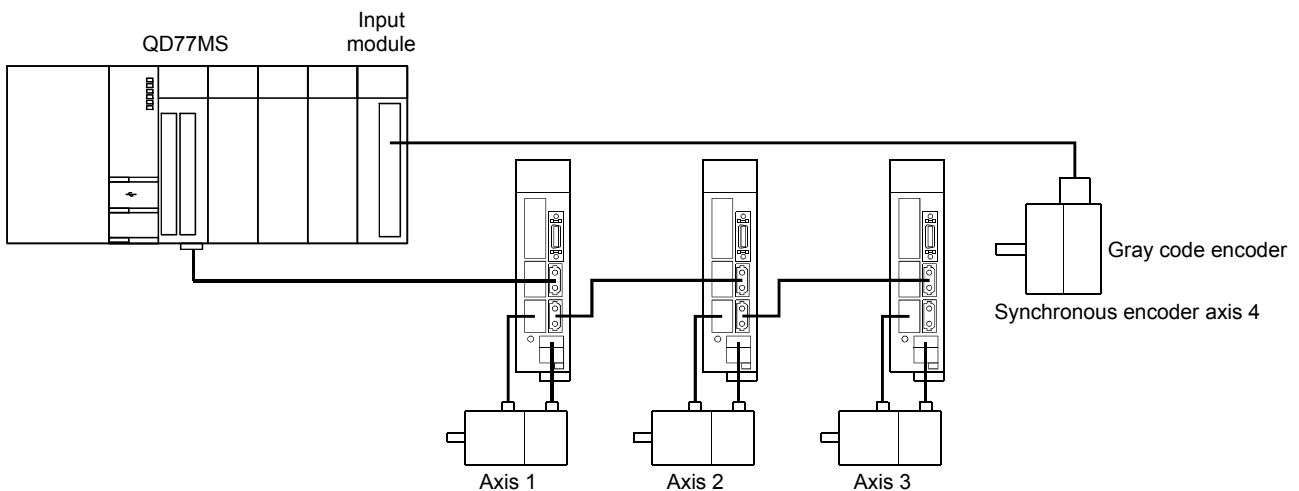 Input
module
QD77MS
Gray code encoder
Synchronous encoder axis 4
Axis 1
Axis 2
Axis 3